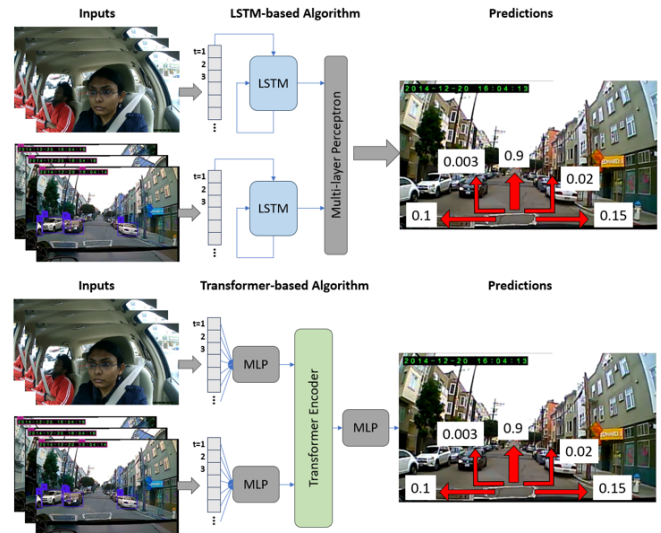 Inputs
LSTM-based Algorithm
Predictions
t=1
2
3
...
LSTM
t=1
2
3
...
LSTM
Multi-layer Perceptron
2014-12-20 16:04:13
0.003
0.9
0.02
0.1
0.15
Inputs
Transformer-based Algorithm
Predictions
t=1
2
3
...
MLP
t=1
2
3
...
MLP
Transformer Encoder
MLP
2014-12-20 16:04:13
0.003
0.9
0.02
0.1
0.15